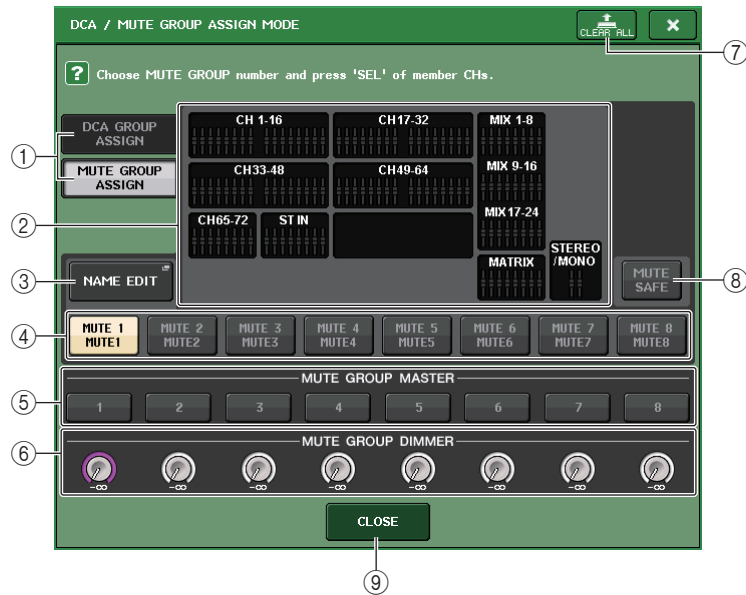 DCA / MUTE GROUP ASSIGN MODE
CLEAR ALL
⑦
? Choose MUTE GROUP number and press 'SEL' of member CHs.
①
DCA GROUP
ASSIGN
MUTE GROUP
ASSIGN
②
CH 1-16
CH17-32
MIX 1-8
CH33-48
CH49-64
MIX 9-16
CH65-72
ST IN
MIX17-24
MATRIX
STEREO
/MONO
③
NAME EDIT
MUTE
SAFE
⑧
④
MUTE 1
MUTE1
MUTE 2
MUTE2
MUTE 3
MUTE3
MUTE 4
MUTE4
MUTE 5
MUTE5
MUTE 6
MUTE6
MUTE 7
MUTE7
MUTE 8
MUTE8
⑤
MUTE GROUP MASTER
1 2 3 4 5 6 7 8
⑥
MUTE GROUP DIMMER
-∞ -∞ -∞ -∞ -∞ -∞ -∞ -∞
CLOSE
⑨